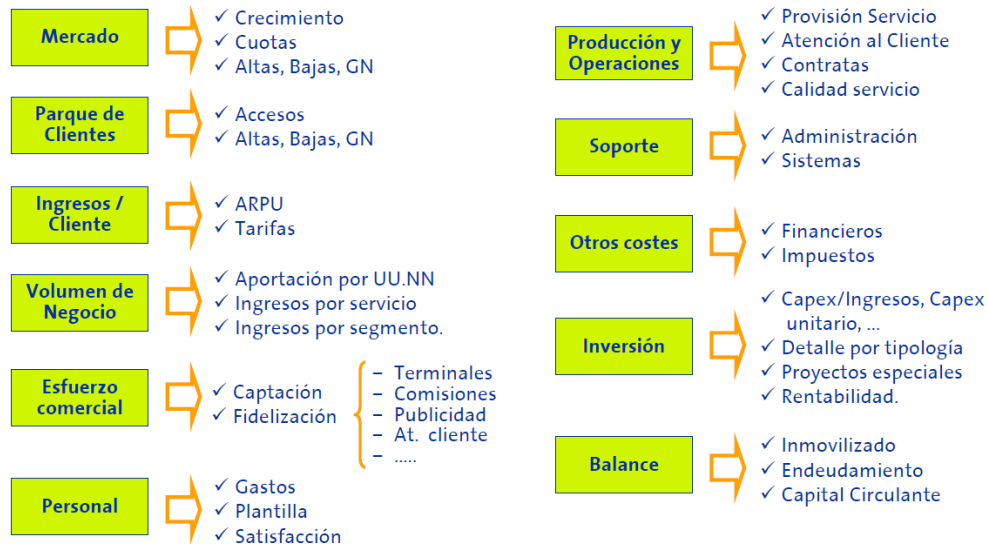 Mercado
✓ Crecimiento
✓ Cuotas
✓ Altas, Bajas, GN
Parque de
Clientes
✓ Accesos
✓ Altas, Bajas, GN
Ingresos /
Cliente
✓ ARPU
✓ Tarifas
Volumen de
Negocio
✓ Aportación por UU.NN
✓ Ingresos por servicio
✓ Ingresos por segmento.
Esfuerzo
comercial
✓ Captación
✓ Fidelización
– Terminales
– Comisiones
– Publicidad
– At. cliente
– .....
Personal
✓ Gastos
✓ Plantilla
✓ Satisfacción
Producción y
Operaciones
✓ Provisión Servicio
✓ Atención al Cliente
✓ Contratas
✓ Calidad servicio
Soporte
✓ Administración
✓ Sistemas
Otros costes
✓ Financieros
✓ Impuestos
Inversión
✓ Capex/Ingresos, Capex
unitario, ...
✓ Detalle por tipología
✓ Proyectos especiales
✓ Rentabilidad.
Balance
✓ Inmovilizado
✓ Endeudamiento
✓ Capital Circulante